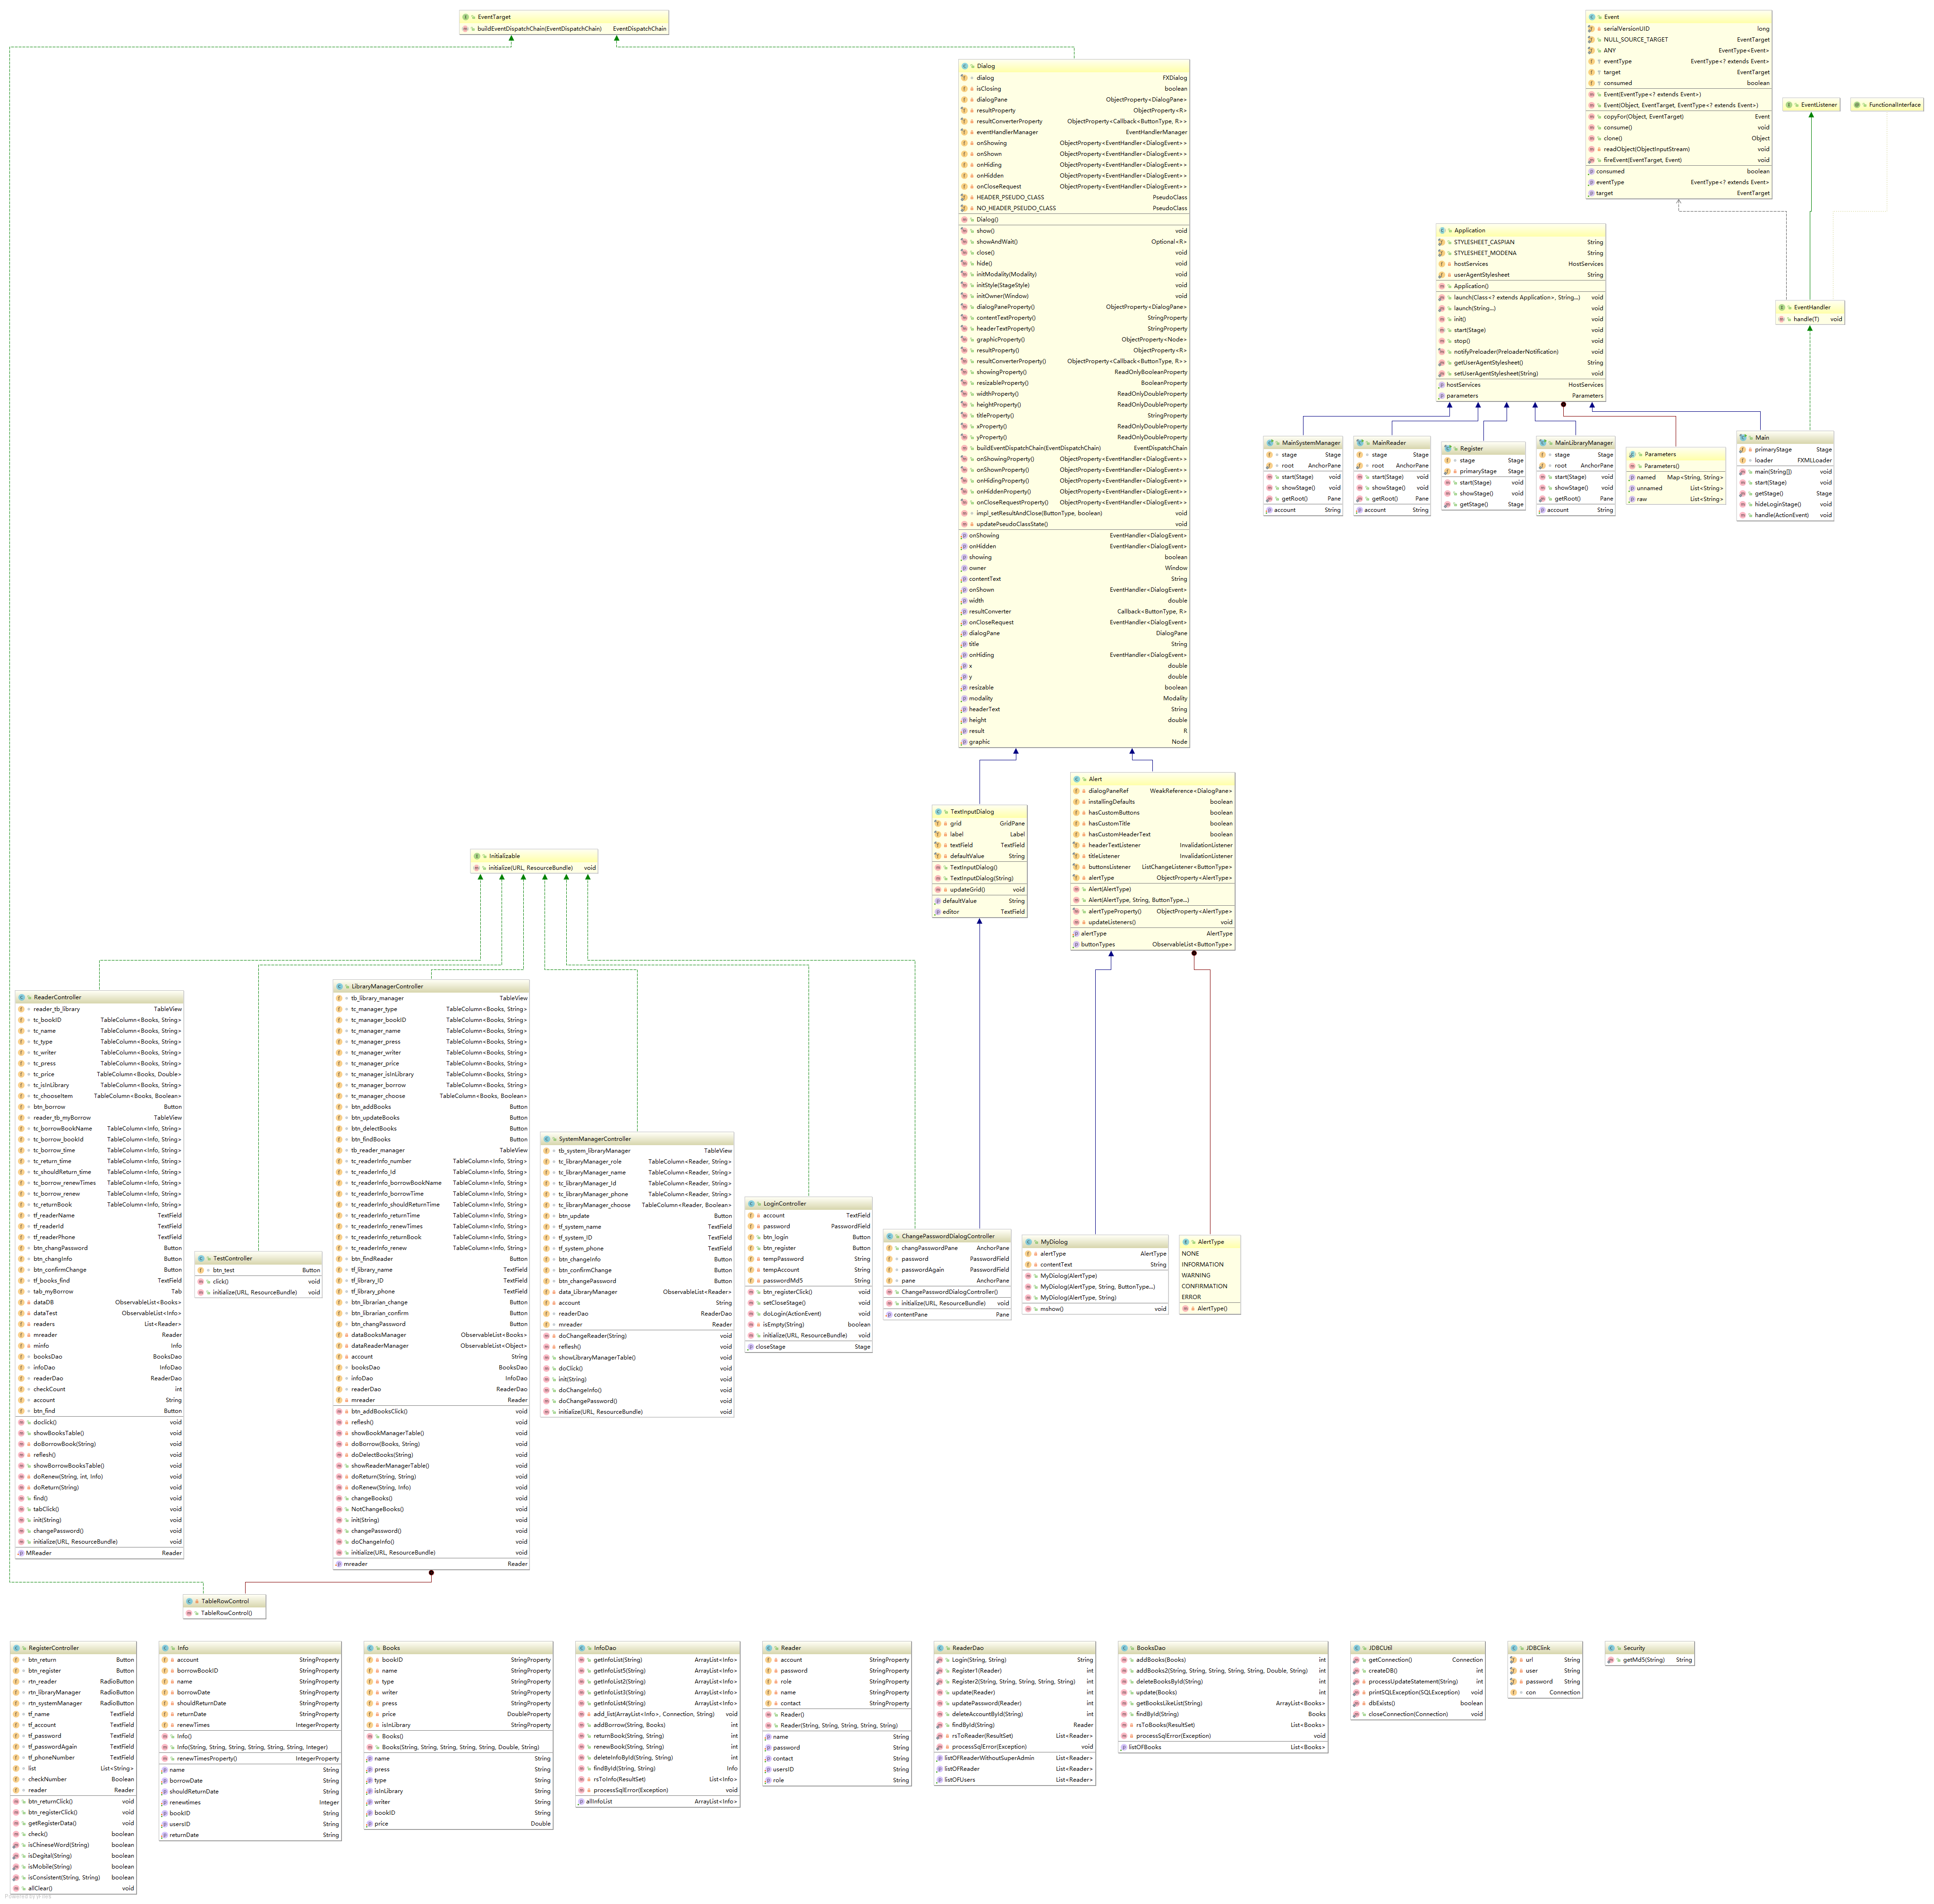 EventTarget
buildEventDispatchChain(EventDispatchChain) EventDispatchChain
Dialog
dialog FXDialog
isClosing boolean
dialogPane ObjectProperty<DialogPane>
resultProperty ObjectProperty<R>
resultConverterProperty ObjectProperty<Callback<ButtonType, R>>
eventHandlerManager EventHandlerManager
onShowing ObjectProperty<EventHandler<DialogEvent>>
onShown ObjectProperty<EventHandler<DialogEvent>>
onHiding ObjectProperty<EventHandler<DialogEvent>>
onHidden ObjectProperty<EventHandler<DialogEvent>>
onCloseRequest ObjectProperty<EventHandler<DialogEvent>>
HEADER_PSEUDO_CLASS PseudoClass
NO_HEADER_PSEUDO_CLASS PseudoClass
Dialog()
show() void
showAndWait() Optional<R>
close() void
hide() void
initModality(Modality) void
initStyle(StageStyle) void
initOwner(Window) void
dialogPaneProperty() ObjectProperty<DialogPane>
contentTextProperty() StringProperty
headerTextProperty() StringProperty
graphicProperty() ObjectProperty<Node>
resultProperty() ObjectProperty<R>
resultConverterProperty() ObjectProperty<Callback<ButtonType, R>>
showingProperty() ReadOnlyBooleanProperty
resizableProperty() BooleanProperty
widthProperty() ReadOnlyDoubleProperty
heightProperty() ReadOnlyDoubleProperty
titleProperty() StringProperty
xProperty() ReadOnlyDoubleProperty
yProperty() ReadOnlyDoubleProperty
buildEventDispatchChain(EventDispatchChain) EventDispatchChain
onShowingProperty() ObjectProperty<EventHandler<DialogEvent>>
onShownProperty() ObjectProperty<EventHandler<DialogEvent>>
onHidingProperty() ObjectProperty<EventHandler<DialogEvent>>
onHiddenProperty() ObjectProperty<EventHandler<DialogEvent>>
onCloseRequestProperty() ObjectProperty<EventHandler<DialogEvent>>
impl_setResultAndClose(ButtonType, boolean) void
updatePseudoClassState() void
onShowing EventHandler<DialogEvent>
onHidden EventHandler<DialogEvent>
showing boolean
owner Window
contentText String
onShown EventHandler<DialogEvent>
width double
resultConverter Callback<ButtonType, R>
onCloseRequest EventHandler<DialogEvent>
dialogPane DialogPane
title String
onHiding EventHandler<DialogEvent>
x double
y double
resizable boolean
modality Modality
headerText String
height double
result R
graphic Node
Event
serialVersionUID long
NULL_SOURCE_TARGET EventTarget
ANY EventType<Event>
eventType EventType<? extends Event>
target EventTarget
consumed boolean
Event(EventType<? extends Event>)
Event(Object, EventTarget, EventType<? extends Event>)
copyFor(Object, EventTarget) Event
consume() void
clone() Object
readObject(ObjectInputStream) void
fireEvent(EventTarget, Event) void
consumed boolean
eventType EventType<? extends Event>
target EventTarget
EventListener
FunctionalInterface
Application
STYLESHEET_CASPIAN String
STYLESHEET_MODENA String
hostServices HostServices
userAgentStylesheet String
Application()
launch(Class<? extends Application>, String...) void
launch(String...) void
init() void
start(Stage) void
stop() void
notifyPreloader(PreloaderNotification) void
getUserAgentStylesheet() String
setUserAgentStylesheet(String) void
hostServices HostServices
parameters Parameters
EventHandler
handle(T) void
MainSystemManager
stage Stage
root AnchorPane
start(Stage) void
showStage() void
getRoot() Pane
account String
MainReader
stage Stage
root AnchorPane
start(Stage) void
showStage() void
getRoot() Pane
account String
Register
stage Stage
primaryStage Stage
start(Stage) void
showStage() void
getStage() Stage
MainLibraryManager
stage Stage
root AnchorPane
start(Stage) void
showStage() void
getRoot() Pane
account String
Parameters
Parameters()
named Map<String, String>
unnamed List<String>
raw List<String>
Main
primaryStage Stage
loader FXMLLoader
main(String[]) void
start(Stage) void
getStage() Stage
hideLoginStage() void
handle(ActionEvent) void
TextInputDialog
grid GridPane
label Label
textField TextField
defaultValue String
TextInputDialog()
TextInputDialog(String)
updateGrid() void
defaultValue String
editor TextField
Alert
dialogPaneRef WeakReference<DialogPane>
installingDefaults boolean
hasCustomButtons boolean
hasCustomTitle boolean
hasCustomHeaderText boolean
headerTextListener InvalidationListener
titleListener InvalidationListener
buttonsListener ListChangeListener<ButtonType>
alertType ObjectProperty<AlertType>
Alert(AlertType)
Alert(AlertType, String, ButtonType...)
alertTypeProperty() ObjectProperty<AlertType>
updateListeners() void
alertType AlertType
buttonTypes ObservableList<ButtonType>
Initializable
initialize(URL, ResourceBundle) void
ReaderController
reader_tb_library TableView
tc_bookID TableColumn<Books, String>
tc_name TableColumn<Books, String>
tc_type TableColumn<Books, String>
tc_writer TableColumn<Books, String>
tc_press TableColumn<Books, String>
tc_price TableColumn<Books, Double>
tc_isInLibrary TableColumn<Books, String>
tc_chooseItem TableColumn<Books, Boolean>
btn_borrow Button
reader_tb_myBorrow TableView
tc_borrowBookName TableColumn<Info, String>
tc_borrow_bookId TableColumn<Info, String>
tc_borrow_time TableColumn<Info, String>
tc_return_time TableColumn<Info, String>
tc_shouldReturn_time TableColumn<Info, String>
tc_borrow_renewTimes TableColumn<Info, String>
tc_borrow_renew TableColumn<Info, String>
tc_returnBook TableColumn<Info, String>
tf_readerName TextField
tf_readerId TextField
tf_readerPhone TextField
btn_changPassword Button
btn_changInfo Button
btn_confirmChange Button
tf_books_find TextField
tab_myBorrow Tab
dataDB ObservableList<Books>
dataTest ObservableList<Info>
readers List<Reader>
mreader Reader
minfo Info
booksDao BooksDao
infoDao InfoDao
readerDao ReaderDao
checkCount int
account String
btn_find Button
doclick() void
showBooksTable() void
doBorrowBook(String) void
reflesh() void
showBorrowBooksTable() void
doRenew(String, int, Info) void
doReturn(String) void
find() void
tabClick() void
init(String) void
changePassword() void
initialize(URL, ResourceBundle) void
MReader Reader
TestController
btn_test Button
click() void
initialize(URL, ResourceBundle) void
LibraryManagerController
tb_library_manager TableView
tc_manager_type TableColumn<Books, String>
tc_manager_bookID TableColumn<Books, String>
tc_manager_name TableColumn<Books, String>
tc_manager_press TableColumn<Books, String>
tc_manager_writer TableColumn<Books, String>
tc_manager_price TableColumn<Books, String>
tc_manager_isInLibrary TableColumn<Books, String>
tc_manager_borrow TableColumn<Books, String>
tc_manager_choose TableColumn<Books, Boolean>
btn_addBooks Button
btn_updateBooks Button
btn_delectBooks Button
btn_findBooks Button
tb_reader_manager TableView
tc_readerInfo_number TableColumn<Info, String>
tc_readerInfo_Id TableColumn<Info, String>
tc_readerInfo_borrowBookName TableColumn<Info, String>
tc_readerInfo_borrowTime TableColumn<Info, String>
tc_readerInfo_shouldReturnTime TableColumn<Info, String>
tc_readerInfo_returnTime TableColumn<Info, String>
tc_readerInfo_renewTimes TableColumn<Info, String>
tc_readerInfo_returnBook TableColumn<Info, String>
tc_readerInfo_renew TableColumn<Info, String>
btn_findReader Button
tf_library_name TextField
tf_library_ID TextField
tf_library_phone TextField
btn_librarian_change Button
btn_librarian_confirm Button
btn_changPassword Button
dataBooksManager ObservableList<Books>
dataReaderManager ObservableList<Object>
account String
booksDao BooksDao
infoDao InfoDao
readerDao ReaderDao
mreader Reader
btn_addBooksClick() void
reflesh() void
showBookManagerTable() void
doBorrow(Books, String) void
doDelectBooks(String) void
showReaderManagerTable() void
doReturn(String, String) void
doRenew(String, Info) void
changeBooks() void
NotChangeBooks() void
init(String) void
changePassword() void
doChangeInfo() void
initialize(URL, ResourceBundle) void
mreader Reader
SystemManagerController
tb_system_libraryManager TableView
tc_libraryManager_role TableColumn<Reader, String>
tc_libraryManager_name TableColumn<Reader, String>
tc_libraryManager_Id TableColumn<Reader, String>
tc_libraryManager_phone TableColumn<Reader, String>
tc_libraryManager_choose TableColumn<Reader, Boolean>
btn_update Button
tf_system_name TextField
tf_system_ID TextField
tf_system_phone TextField
btn_changeInfo Button
btn_confirmChange Button
btn_changePassword Button
data_LibraryManager ObservableList<Reader>
account String
readerDao ReaderDao
mreader Reader
doChangeReader(String) void
reflesh() void
showLibraryManagerTable() void
doClick() void
init(String) void
doChangeInfo() void
doChangePassword() void
initialize(URL, ResourceBundle) void
LoginController
account TextField
password PasswordField
btn_login Button
btn_register Button
tempPassword String
tempAccount String
passwordMd5 String
btn_registerClick() void
setCloseStage() void
doLogin(ActionEvent) void
isEmpty(String) boolean
initialize(URL, ResourceBundle) void
closeStage Stage
ChangePasswordDialogController
changPasswordPane AnchorPane
password PasswordField
passwordAgain PasswordField
pane AnchorPane
ChangePasswordDialogController()
initialize(URL, ResourceBundle) void
contentPane Pane
MyDiolog
alertType AlertType
contentText String
MyDiolog(AlertType)
MyDiolog(AlertType, String, ButtonType...)
MyDiolog(AlertType, String)
mshow() void
AlertType
NONE
INFORMATION
WARNING
CONFIRMATION
ERROR
AlertType()
TableRowControl
TableRowControl()
RegisterController
btn_return Button
btn_register Button
rtn_reader RadioButton
rtn_libraryManager RadioButton
rtn_systemManager RadioButton
tf_name TextField
tf_account TextField
tf_password TextField
tf_passwordAgain TextField
tf_phoneNumber TextField
list List<String>
checkNumber Boolean
reader Reader
btn_returnClick() void
btn_registerClick() void
getRegisterData() void
check() boolean
isChineseWord(String) boolean
isDegital(String) boolean
isMobile(String) boolean
isConsistent(String, String) boolean
allClear() void
Info
account StringProperty
borrowBookID StringProperty
name StringProperty
borrowDate StringProperty
shouldReturnDate StringProperty
returnDate StringProperty
renewTimes IntegerProperty
Info()
Info(String, String, String, String, String, String, Integer)
renewTimesProperty() IntegerProperty
name String
borrowDate String
shouldReturnDate String
renewtimes Integer
bookID String
usersID String
returnDate String
Books
bookID StringProperty
name StringProperty
type StringProperty
writer StringProperty
press StringProperty
price DoubleProperty
isInLibrary StringProperty
Books()
Books(String, String, String, String, String, Double, String)
name String
press String
type String
isInLibrary String
writer String
bookID String
price Double
InfoDao
getInfoList(String) ArrayList<Info>
getInfoList5(String) ArrayList<Info>
getInfoList2(String) ArrayList<Info>
getInfoList3(String) ArrayList<Info>
getInfoList4(String) ArrayList<Info>
add_list(ArrayList<Info>, Connection, String) void
addBorrow(String, Books) int
returnBook(String, String) int
renewBook(String, String) int
deleteInfoById(String, String) int
findById(String, String) Info
rsToInfo(ResultSet) List<Info>
processSqlError(Exception) void
allInfoList ArrayList<Info>
Reader
account StringProperty
password StringProperty
role StringProperty
name StringProperty
contact StringProperty
Reader()
Reader(String, String, String, String, String)
name String
password String
contact String
usersID String
role String
ReaderDao
Login(String, String) String
Register1(Reader) int
Register2(String, String, String, String, String) int
update(Reader) int
updatePassword(Reader) int
deleteAccountById(String) int
findById(String) Reader
rsToReader(ResultSet) List<Reader>
processSqlError(Exception) void
listOfReaderWithoutSuperAdmin List<Reader>
listOfReader List<Reader>
listOfUsers List<Reader>
BooksDao
addBooks(Books) int
addBooks2(String, String, String, String, String, Double, String) int
deleteBooksById(String) int
update(Books) int
getBooksLikeList(String) ArrayList<Books>
findById(String) Books
rsToBooks(ResultSet) List<Books>
processSqlError(Exception) void
listOfBooks List<Books>
JDBCUtil
getConnection() Connection
createDB() int
processUpdateStatement(String) int
printSQLException(SQLException) void
dbExists() boolean
closeConnection(Connection) void
JDBClink
url String
user String
password String
con Connection
Security
getMd5(String) String